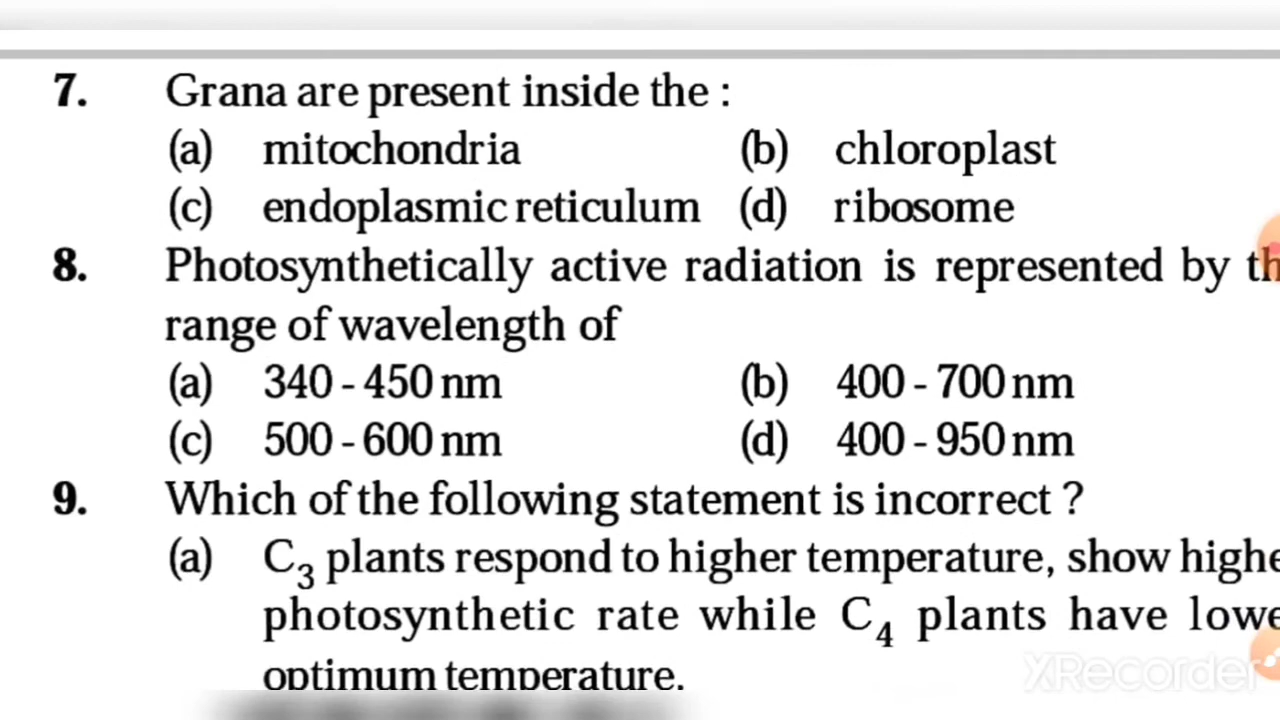 7. Grana are present inside the :
(a) mitochondria (b) chloroplast
(c) endoplasmic reticulum (d) ribosome
8. Photosynthetically active radiation is represented by
range of wavelength of
(a) 340 - 450 nm (b) 400 - 700 nm
(c) 500 - 600 nm (d) 400 - 950 nm
9. Which of the following statement is incorrect ?
(a) C₃ plants respond to higher temperature, show
photosynthetic rate while C₄ plants have
optimum temperature.
XRecorder